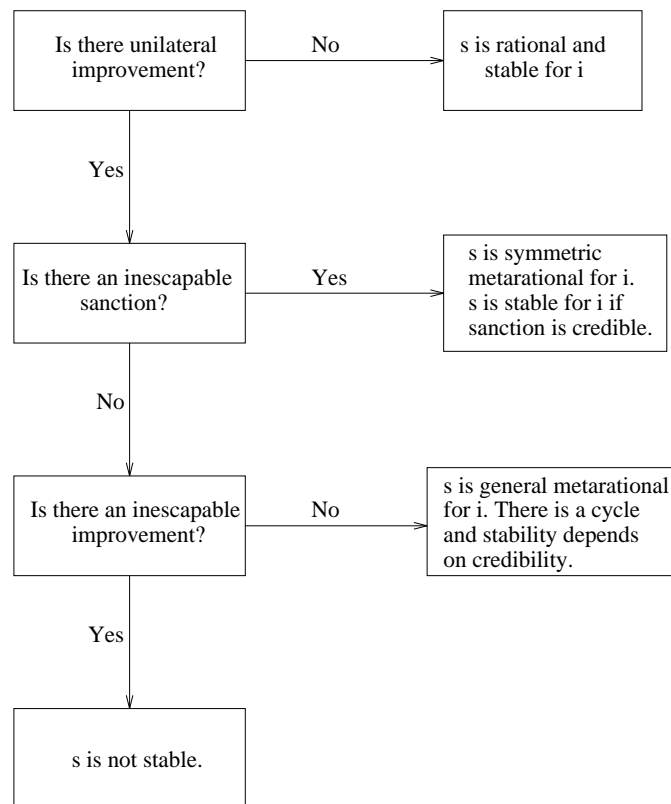 Is there unilateral
improvement?
No
s is rational and
stable for i
Yes
Is there an inescapable
sanction?
Yes
s is symmetric
metarational for i.
s is stable for i if
sanction is credible.
No
Is there an inescapable
improvement?
No
s is general metarational
for i. There is a cycle
and stability depends
on credibility.
Yes
s is not stable.